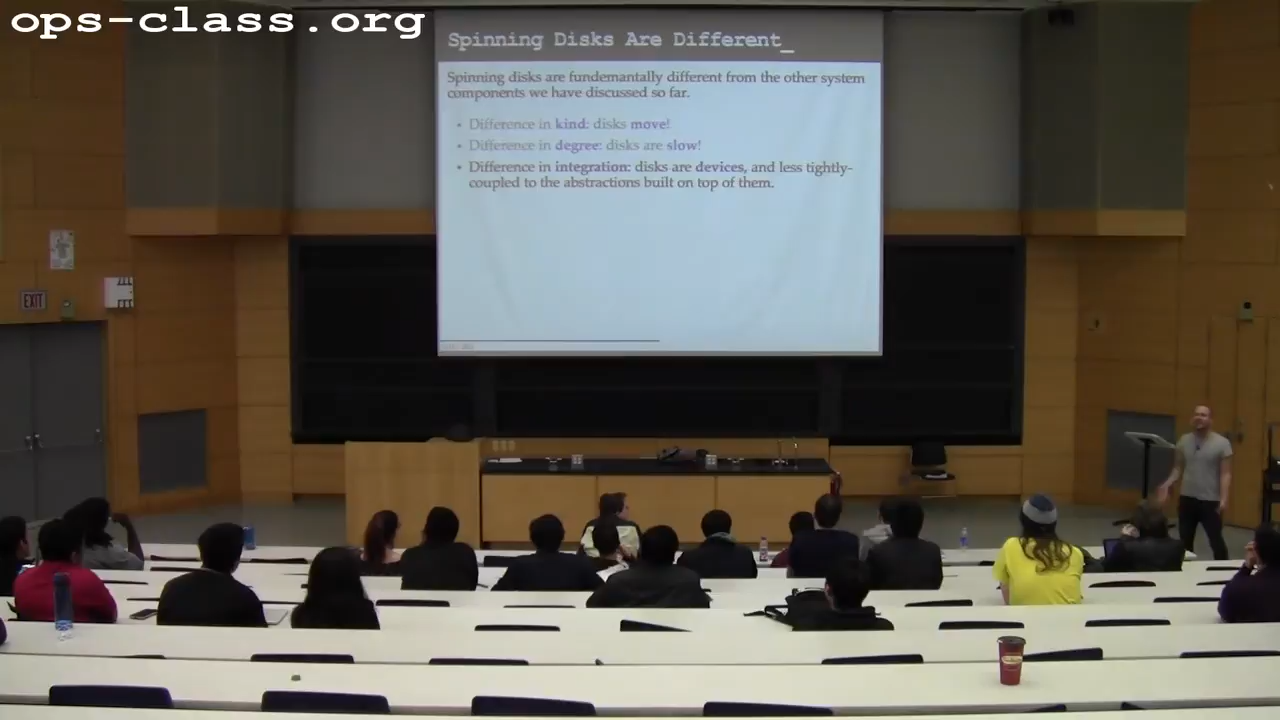 ops-class.org
Spinning Disks Are Different_
Spinning disks are fundemantally different from the other system
components we have discussed so far.
• Difference in kind: disks move!
• Difference in degree: disks are slow!
• Difference in integration: disks are devices, and less tightly-
coupled to the abstractions built on top of them.
EXIT